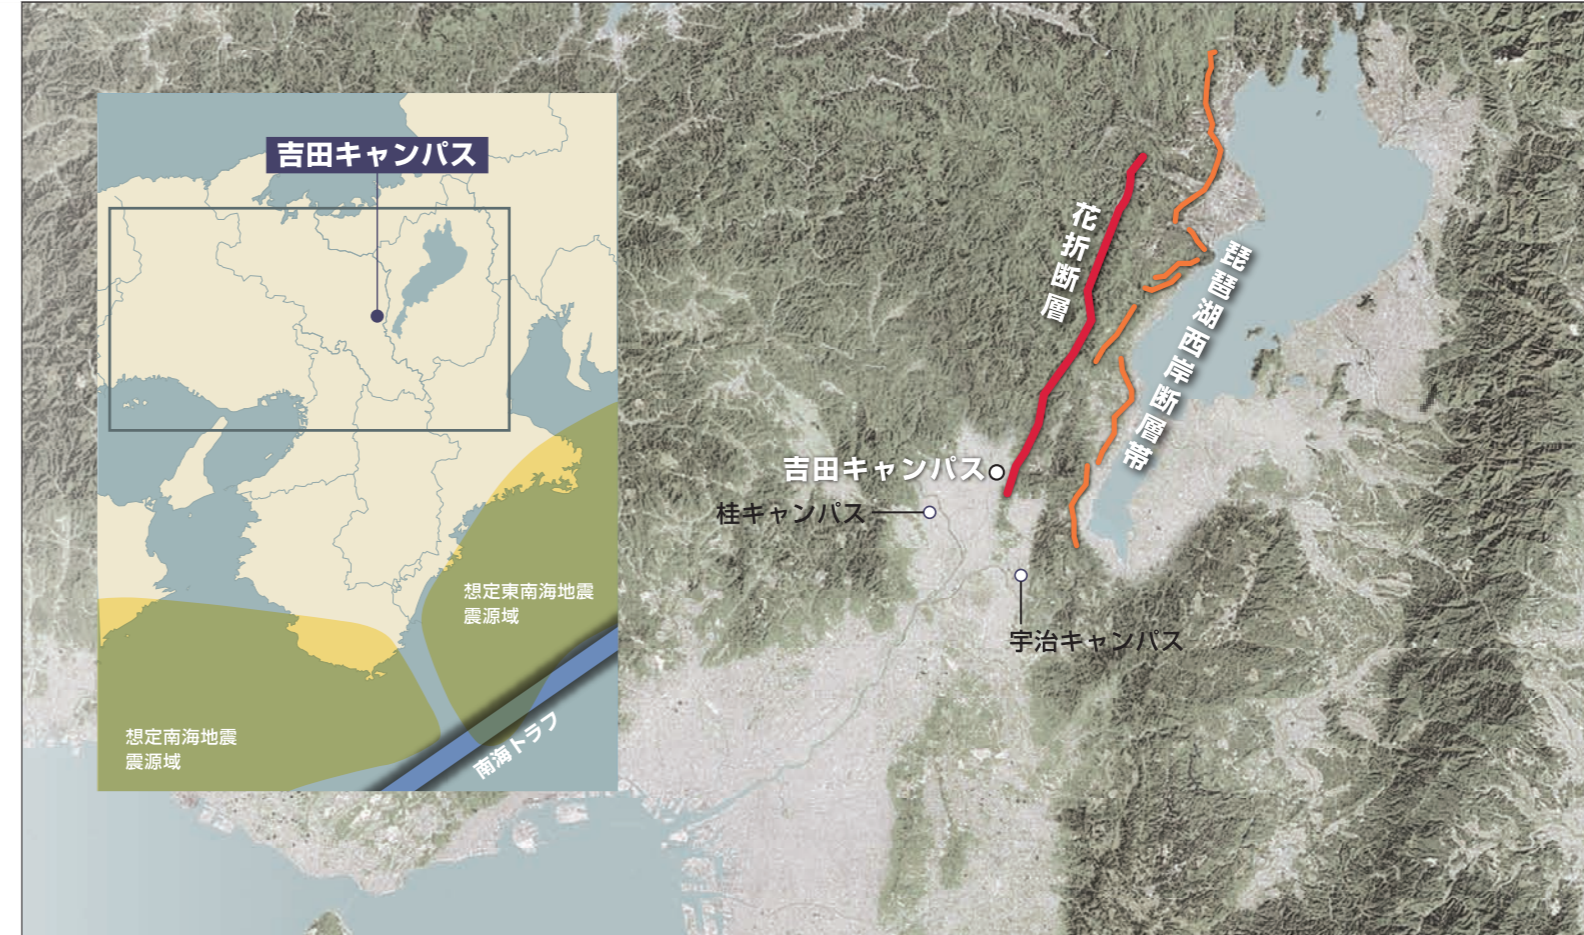 吉田キャンパス
想定東南海地震
震源域
想定南海地震
震源域
南海トラフ
花折断層
琵琶湖西岸断層帯
吉田キャンパス
桂キャンパス
宇治キャンパス